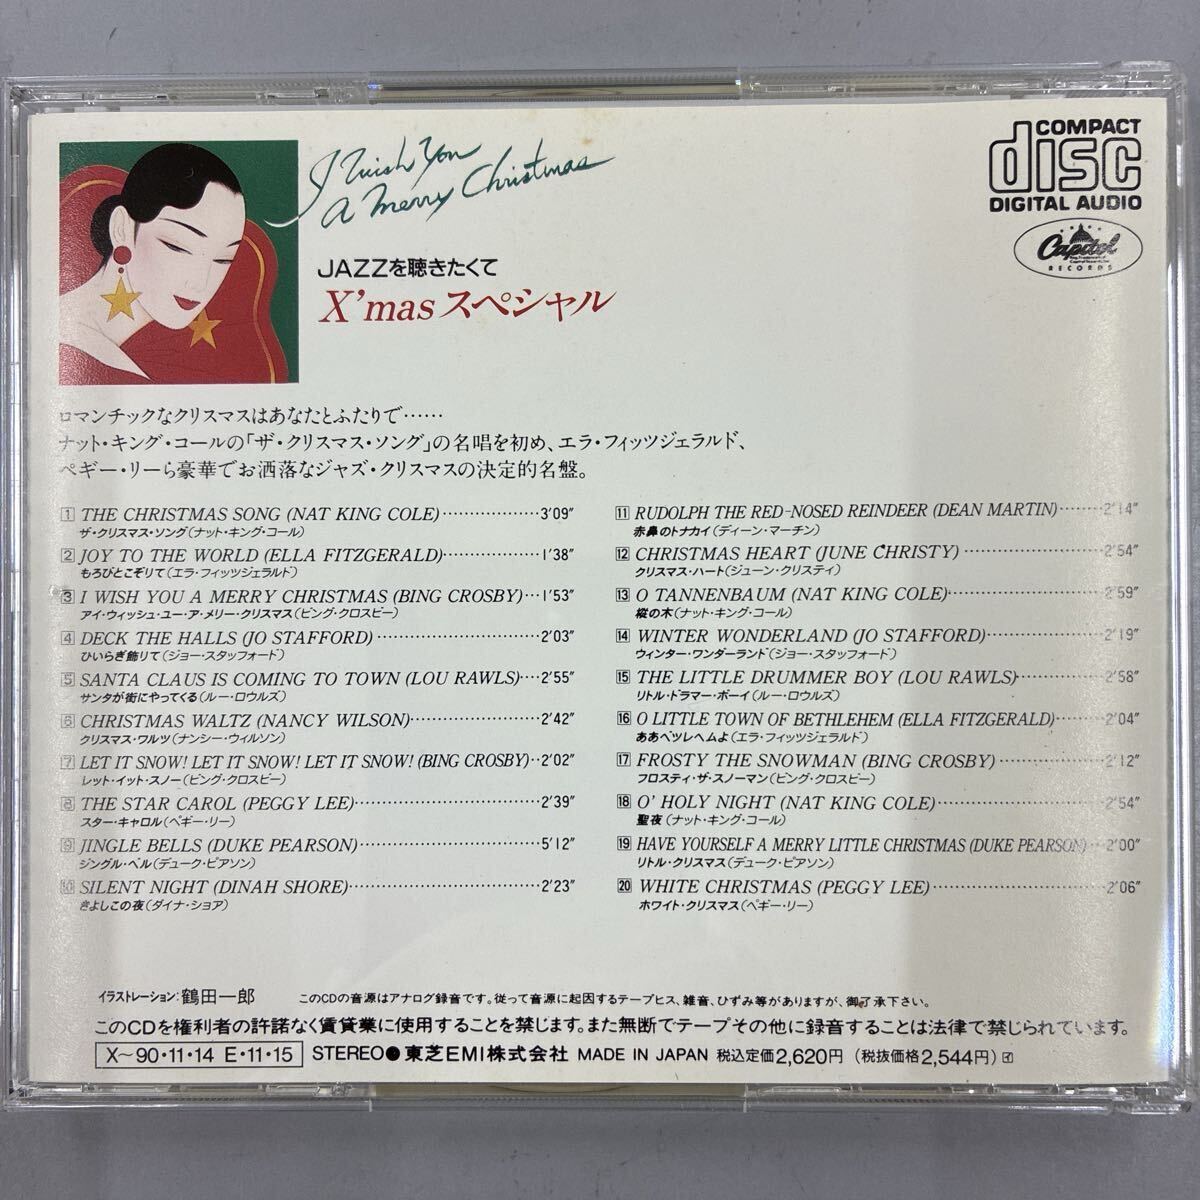 I Wish You
a Merry Christmas
COMPACT
disc
DIGITAL AUDIO
Capitol
RECORDS
JAZZを聴きたくて
X'mas スペシャル
ロマンチックなクリスマスはあなたとふたりで……
ナット・キング・コールの「ザ・クリスマス・ソング」の名唱を初め、エラ・フィッツジェラルド、
ペギー・リーら豪華でお洒落なジャズ・クリスマスの決定的名盤。
1 THE CHRISTMAS SONG (NAT KING COLE) 3'09"
ザ・クリスマス・ソング(ナット・キング・コール)
2 JOY TO THE WORLD (ELLA FITZGERALD) 1'38"
もろびとこぞりて(エラ・フィッツジェラルド)
3 I WISH YOU A MERRY CHRISTMAS (BING CROSBY) 1'53"
アイ・ウィッシュ・ユー・ア・メリー・クリスマス(ビング・クロスビー)
4 DECK THE HALLS (JO STAFFORD) 2'03"
ひいらぎ飾りて(ジョー・スタッフォード)
5 SANTA CLAUS IS COMING TO TOWN (LOU RAWLS) 2'55"
サンタが街にやってくる(ルー・ロウルズ)
6 CHRISTMAS WALTZ (NANCY WILSON) 2'42"
クリスマス・ワルツ(ナンシー・ウィルソン)
7 LET IT SNOW! LET IT SNOW! LET IT SNOW! (BING CROSBY) 2'02"
レット・イット・スノー(ビング・クロスビー)
8 THE STAR CAROL (PEGGY LEE) 2'39"
スター・キャロル(ペギー・リー)
9 JINGLE BELLS (DUKE PEARSON) 5'12"
ジングル・ベル(デューク・ピアソン)
10 SILENT NIGHT (DINAH SHORE) 2'23"
きよしこの夜(ダイナ・ショア)
11 RUDOLPH THE RED-NOSED REINDEER (DEAN MARTIN) 2'14"
赤鼻のトナカイ(ディーン・マーチン)
12 CHRISTMAS HEART (JUNE CHRISTY) 2'54"
クリスマス・ハート(ジューン・クリスティ)
13 O TANNENBAUM (NAT KING COLE) 2'59"
樅の木(ナット・キング・コール)
14 WINTER WONDERLAND (JO STAFFORD) 2'19"
ウィンター・ワンダーランド(ジョー・スタッフォード)
15 THE LITTLE DRUMMER BOY (LOU RAWLS) 2'58"
リトル・ドラマー・ボーイ(ルー・ロウルズ)
16 O LITTLE TOWN OF BETHLEHEM (ELLA FITZGERALD) 2'04"
ああベツレヘムよ(エラ・フィッツジェラルド)
17 FROSTY THE SNOWMAN (BING CROSBY) 2'12"
フロスティ・ザ・スノーマン(ビング・クロスビー)
18 O' HOLY NIGHT (NAT KING COLE) 2'54"
聖夜(ナット・キング・コール)
19 HAVE YOURSELF A MERRY LITTLE CHRISTMAS (DUKE PEARSON) 2'00"
リトル・クリスマス(デューク・ピアソン)
20 WHITE CHRISTMAS (PEGGY LEE) 2'06"
ホワイト・クリスマス(ペギー・リー)
イラストレーション:鶴田一郎 このCDの音源はアナログ録音です。従って音源に起因するテープヒス、雑音、ひずみ等がありますが、御了承下さい。
このCDを権利者の許諾なく賃貸業に使用することを禁じます。また無断でテープその他に録音することは法律で禁じられています。
X〜90・11・14 E・11・15 STEREO● 東芝EMI株式会社 MADE IN JAPAN 税込定価2,620円 (税抜価格2,544円) イ